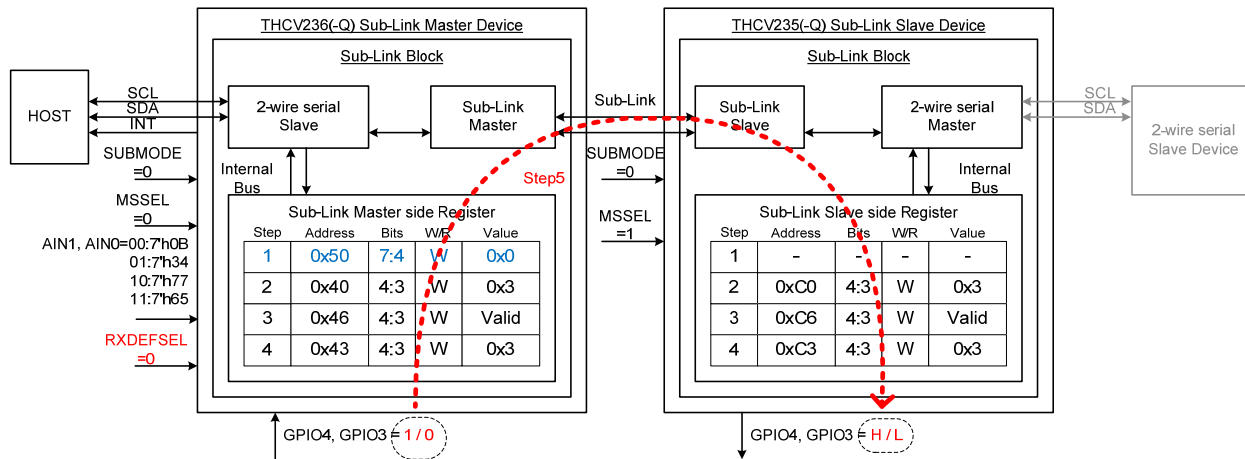 THCV236(-Q) Sub-Link Master Device
Sub-Link Block
HOST
SCL
SDA
INT
2-wire serial
Slave
Sub-Link
Master
Sub-Link
SUBMODE
=0
MSSEL
=0
AIN1, AIN0=00:7'h0B
01:7'h34
10:7'h77
11:7'h65
RXDEFSEL
=0
Internal
Bus
Sub-Link Master side Register
Step Address Bits W/R Value
1 0x50 7:4 W 0x0
2 0x40 4:3 W 0x3
3 0x46 4:3 W Valid
4 0x43 4:3 W 0x3
GPIO4, GPIO3 = 1 / 0
Step5
THCV235(-Q) Sub-Link Slave Device
Sub-Link Block
Sub-Link
Slave
2-wire serial
Master
SCL
SDA
2-wire serial
Slave Device
SUBMODE
=0
MSSEL
=1
Internal
Bus
Sub-Link Slave side Register
Step Address Bits W/R Value
1 - - - -
2 0xC0 4:3 W 0x3
3 0xC6 4:3 W Valid
4 0xC3 4:3 W 0x3
GPIO4, GPIO3 = H / L